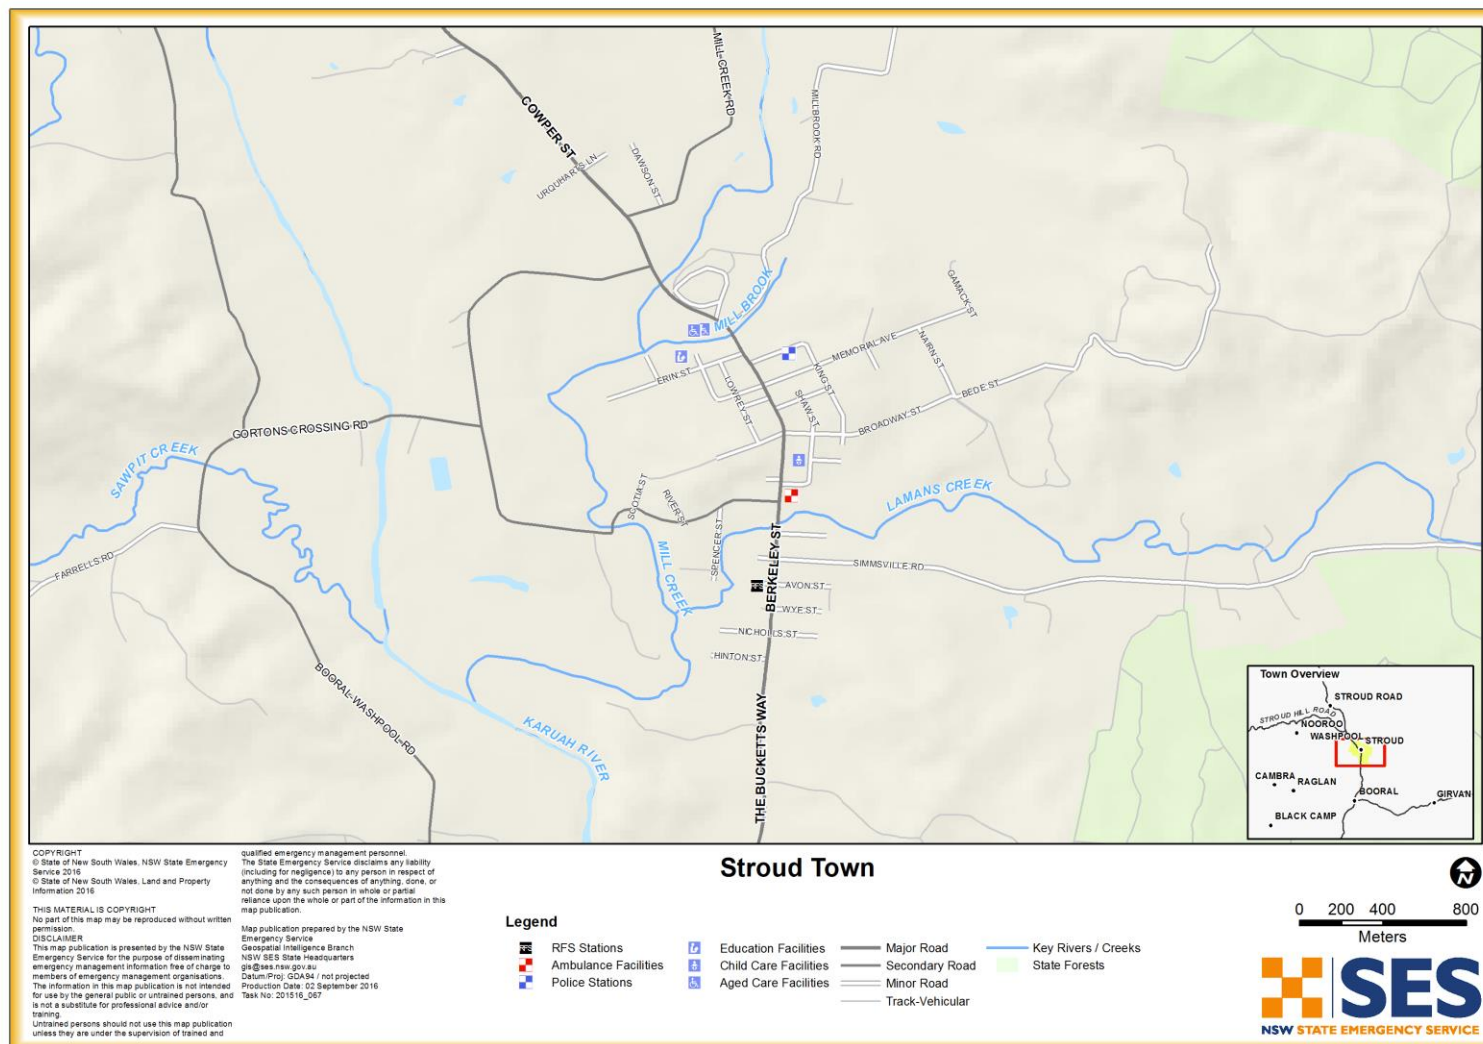 MILL CREEK RD
COWPER ST
MILLBROOK RD
DAWSON ST
URQUHARTS LN
GAMACK ST
MILL BROOK
MEMORIAL AVE
NAIRN ST
KING ST
ERIN ST
LOWREY ST
SHAW ST
BEDE ST
BROADWAY ST
GORTONS CROSSING RD
SAWPIT CREEK
SCOTIA ST
RIVER ST
LAMANS CREEK
SPENCER ST
BERKELEY ST
FARRELLS RD
MILL CREEK
SIMMSVILLE RD
RFS
AVON ST
WYE ST
NICHOLLS ST
HINTON ST
BOORAL-WASHPOOL RD
KARUAH RIVER
THE BUCKETTS WAY
Town Overview
STROUD ROAD
STROUD HILL ROAD
NOOROO
WASHPOOL
STROUD
CAMBRA
RAGLAN
BOORAL
GIRVAN
BLACK CAMP
COPYRIGHT
© State of New South Wales, NSW State Emergency
Service 2016
© State of New South Wales, Land and Property
Information 2016
THIS MATERIAL IS COPYRIGHT
No part of this map may be reproduced without written
permission.
DISCLAIMER
This map publication is presented by the NSW State
Emergency Service for the purpose of disseminating
emergency management information free of charge to
members of emergency management organisations.
The information in this map publication is not intended
for use by the general public or untrained persons, and
is not a substitute for professional advice and/or
training.
Untrained persons should not use this map publication
unless they are under the supervision of trained and
qualified emergency management personnel.
The State Emergency Service disclaims any liability
(including for negligence) to any person in respect of
anything and the consequences of anything, done, or
not done by any such person in whole or partial
reliance upon the whole or part of the information in this
map publication.
Map publication prepared by the NSW State
Emergency Service
Geospatial Intelligence Branch
NSW SES State Headquarters
gis@ses.nsw.gov.au
Datum/Proj: GDA94 / not projected
Production Date: 02 September 2016
Task No: 201516_067
Stroud Town
Legend
RFS
RFS Stations
Ambulance Facilities
Police Stations
Education Facilities
Child Care Facilities
Aged Care Facilities
Major Road
Secondary Road
Minor Road
Track-Vehicular
Key Rivers / Creeks
State Forests
N
0 200 400 800
Meters
SES
NSW STATE EMERGENCY SERVICE